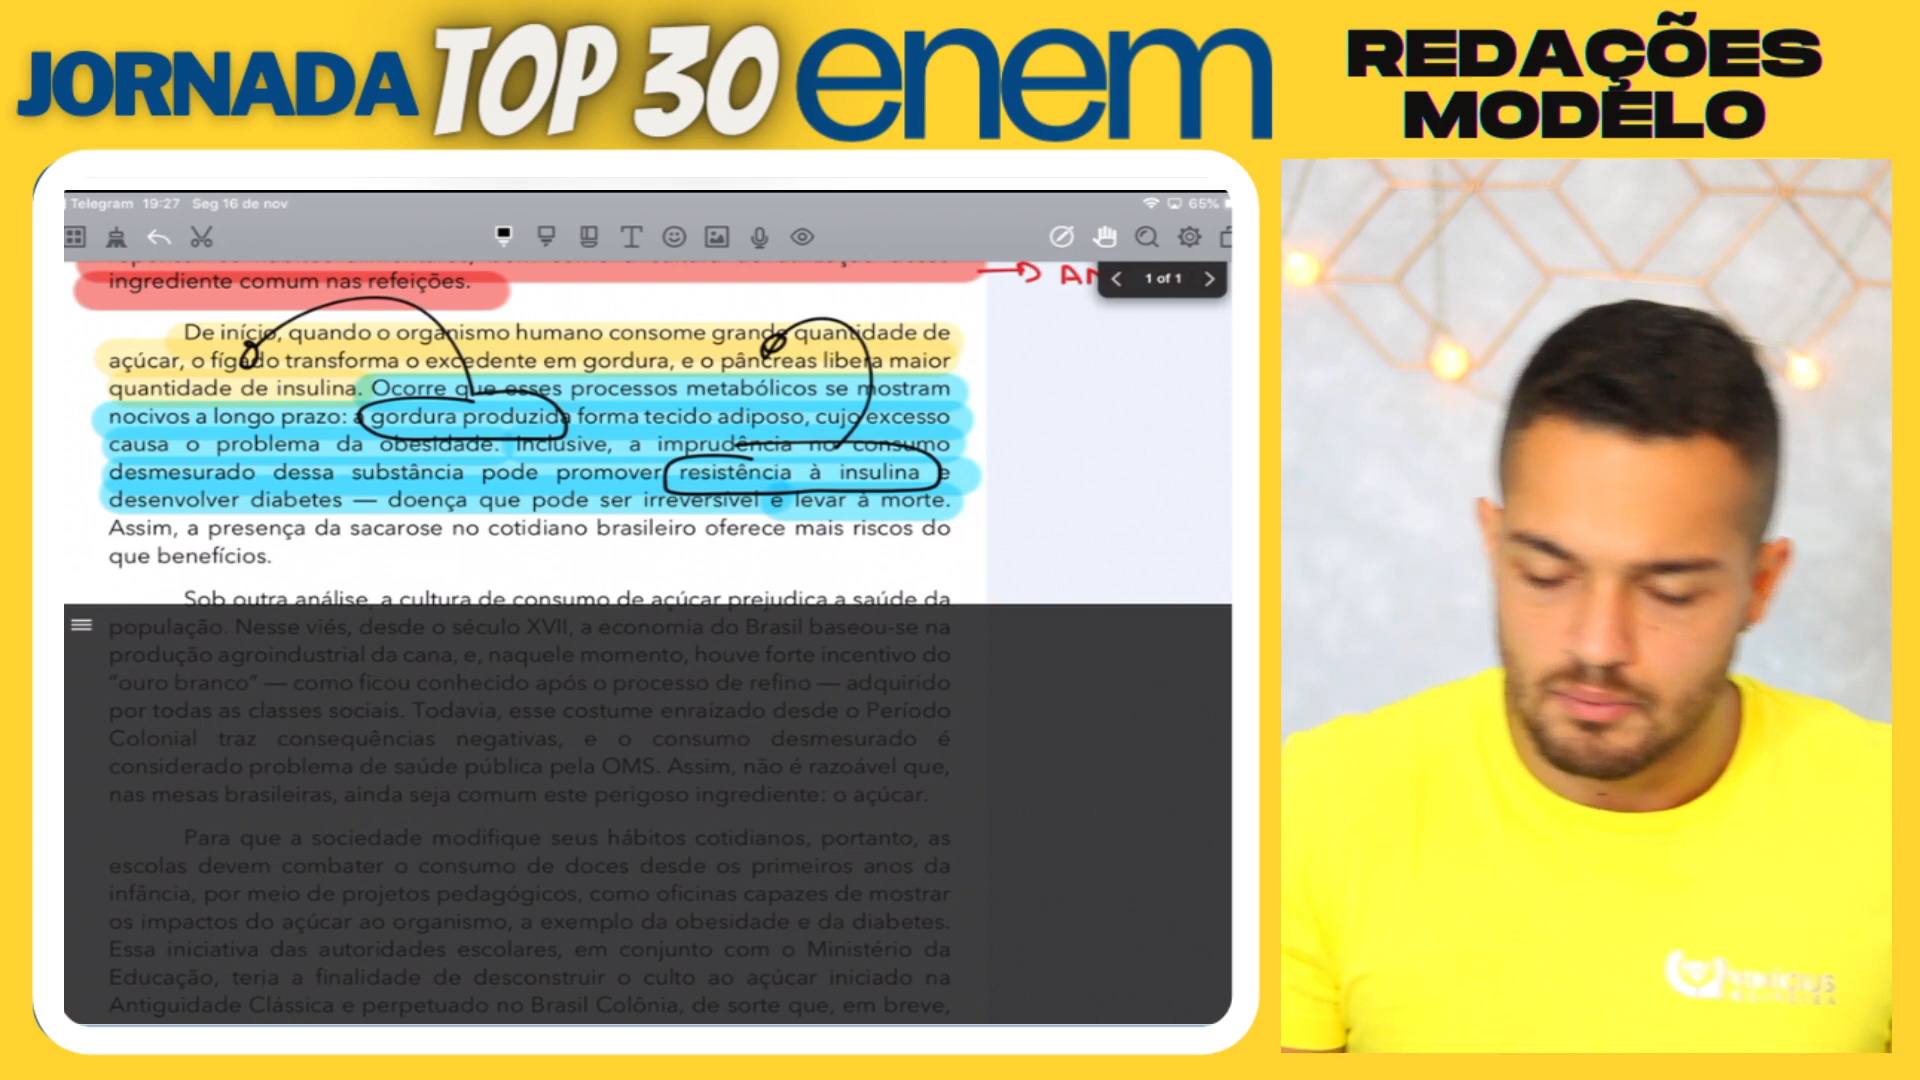 JORNADA TOP 30 enem
REDAÇÕES
MODELO
Telegram 19:27 Seg 16 de nov
65%
ingrediente comum nas refeições.
1 of 1
De início, quando o organismo humano consome grande quantidade de
açúcar, o fígado transforma o excedente em gordura, e o pâncreas libera maior
quantidade de insulina. Ocorre que esses processos metabólicos se mostram
nocivos a longo prazo: a gordura produzida forma tecido adiposo, cujo excesso
causa o problema da obesidade. Inclusive, a imprudência no consumo
desmesurado dessa substância pode promover resistência à insulina e
desenvolver diabetes — doença que pode ser irreversível e levar à morte.
Assim, a presença da sacarose no cotidiano brasileiro oferece mais riscos do
que benefícios.
Sob outra análise, a cultura de consumo de açúcar prejudica a saúde da
população. Nesse viés, desde o século XVII, a economia do Brasil baseou-se na
produção agroindustrial da cana, e, naquele momento, houve forte incentivo do
“ouro branco” — como ficou conhecido após o processo de refino — adquirido
por todas as classes sociais. Todavia, esse costume enraizado desde o Período
Colonial traz consequências negativas, e o consumo desmesurado é
considerado problema de saúde pública pela OMS. Assim, não é razoável que,
nas mesas brasileiras, ainda seja comum este perigoso ingrediente: o açúcar.
Para que a sociedade modifique seus hábitos cotidianos, portanto, as
escolas devem combater o consumo de doces desde os primeiros anos da
infância, por meio de projetos pedagógicos, como oficinas capazes de mostrar
os impactos do açúcar ao organismo, a exemplo da obesidade e da diabetes.
Essa iniciativa das autoridades escolares, em conjunto com o Ministério da
Educação, teria a finalidade de desconstruir o culto ao açúcar iniciado na
Antiguidade Clássica e perpetuado no Brasil Colônia, de sorte que, em breve,